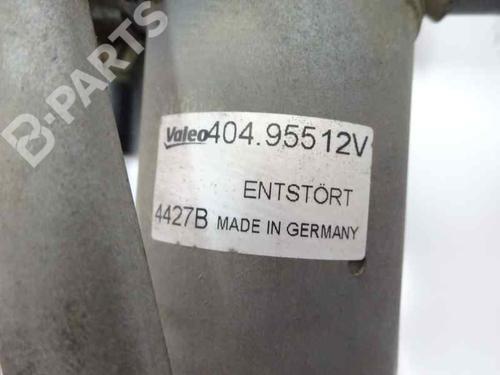 B-PARTS
Valeo 404.955 12V
ENTSTÖRT
4427B MADE IN GERMANY